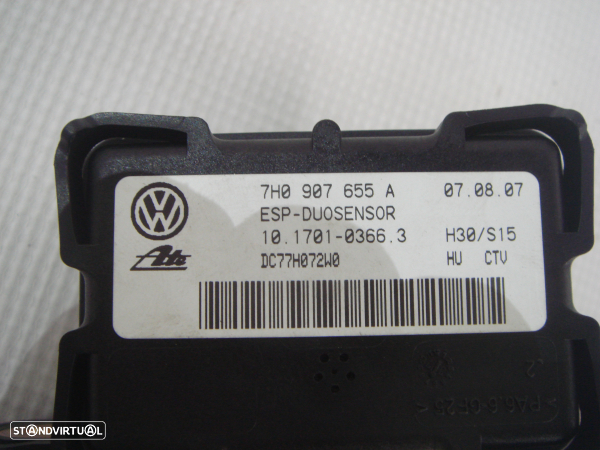 7H0 907 655 A 07.08.07
ESP-DUOSENSOR
10.1701-0366.3 H30/S15
DC77H072W0 HU CTV
Ate
2
STANDVIRTUAL